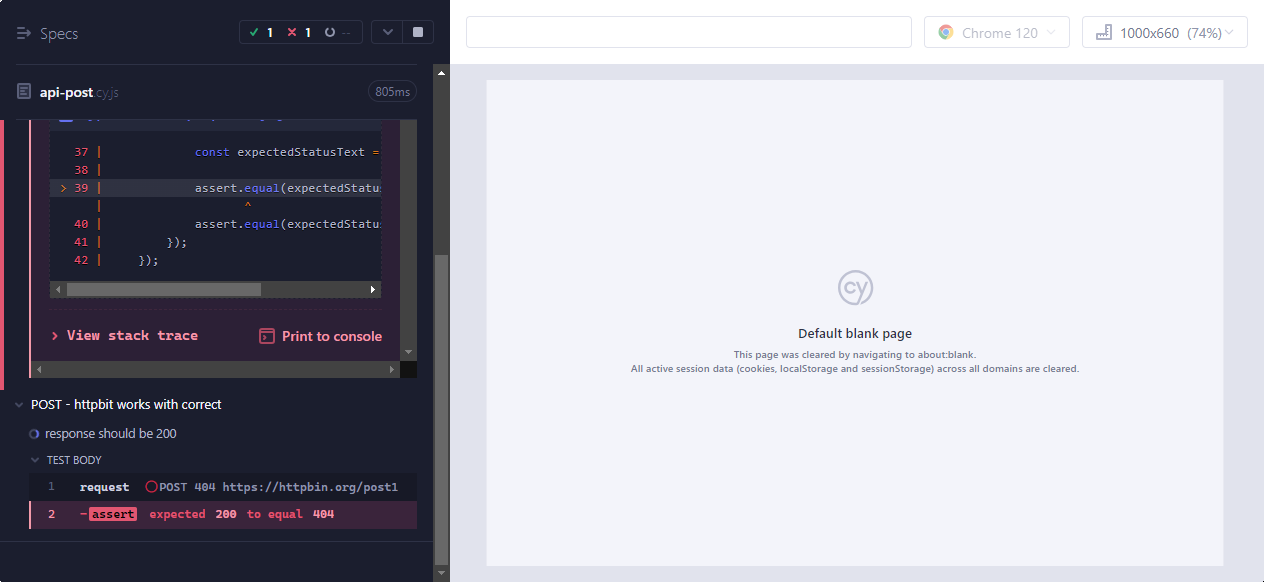 Specs
1 1 --
Chrome 120
1000x660 (74%)
api-post.cy.js
805ms
37 | const expectedStatusText =
38 |
> 39 | assert.equal(expectedStatu
| ^
40 | assert.equal(expectedStatus
41 | });
42 | });
View stack trace
Print to console
POST - httpbit works with correct
response should be 200
TEST BODY
1 request POST 404 https://httpbin.org/post1
2 -assert expected 200 to equal 404
cy
Default blank page
This page was cleared by navigating to about:blank.
All active session data (cookies, localStorage and sessionStorage) across all domains are cleared.